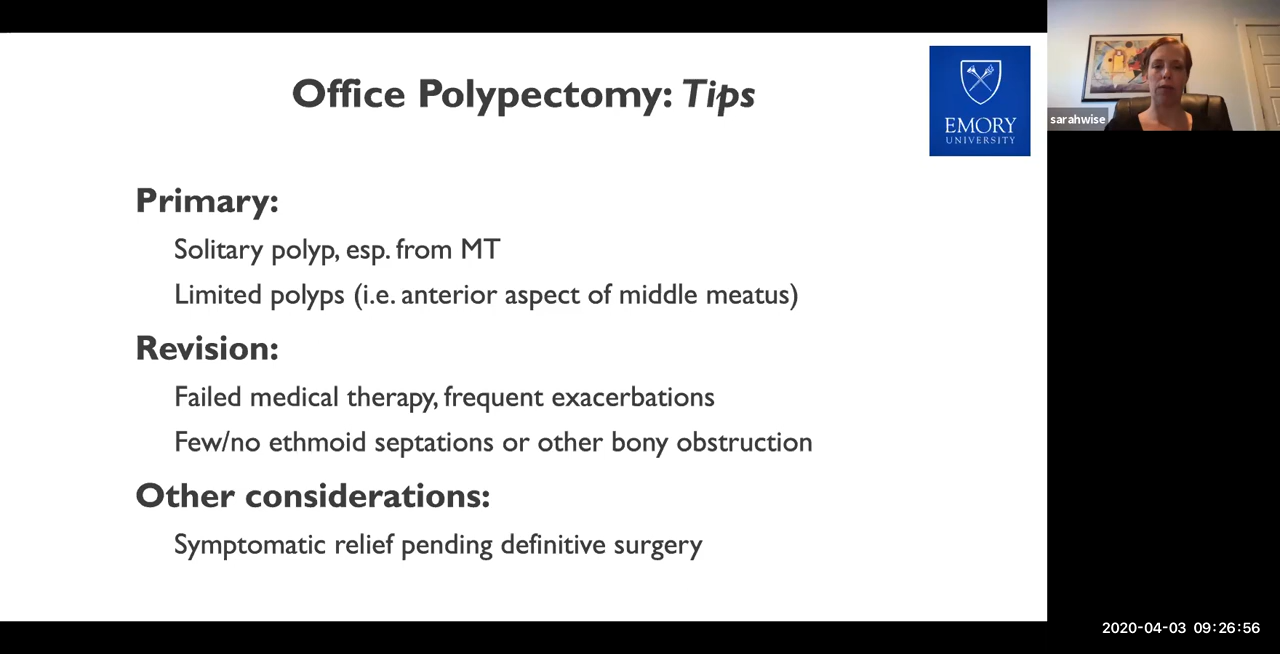 Office Polypectomy: Tips
EMORY
UNIVERSITY
sarahwise
Primary:
Solitary polyp, esp. from MT
Limited polyps (i.e. anterior aspect of middle meatus)
Revision:
Failed medical therapy, frequent exacerbations
Few/no ethmoid septations or other bony obstruction
Other considerations:
Symptomatic relief pending definitive surgery
2020-04-03 09:26:56